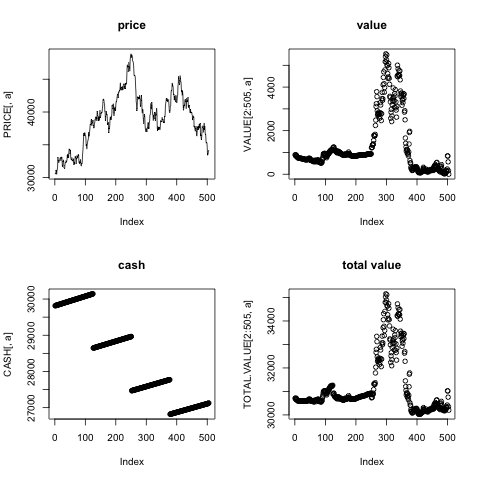 price
PRICE[, a]
30000
40000
0 100 200 300 400 500
Index
value
VALUE[2:505, a]
0 2000 4000
0 100 200 300 400 500
Index
cash
CASH[, a]
27000 28000 29000 30000
0 100 200 300 400 500
Index
total value
TOTAL.VALUE[2:505, a]
30000 32000 34000
0 100 200 300 400 500
Index